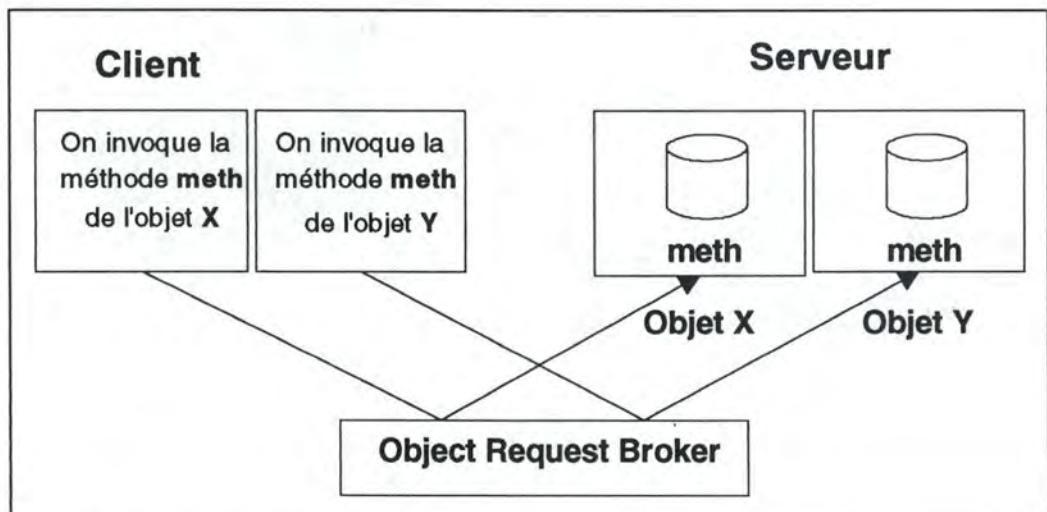 Client
Serveur
On invoque la
méthode meth
de l'objet X
On invoque la
méthode meth
de l'objet Y
meth
meth
Objet X
Objet Y
Object Request Broker